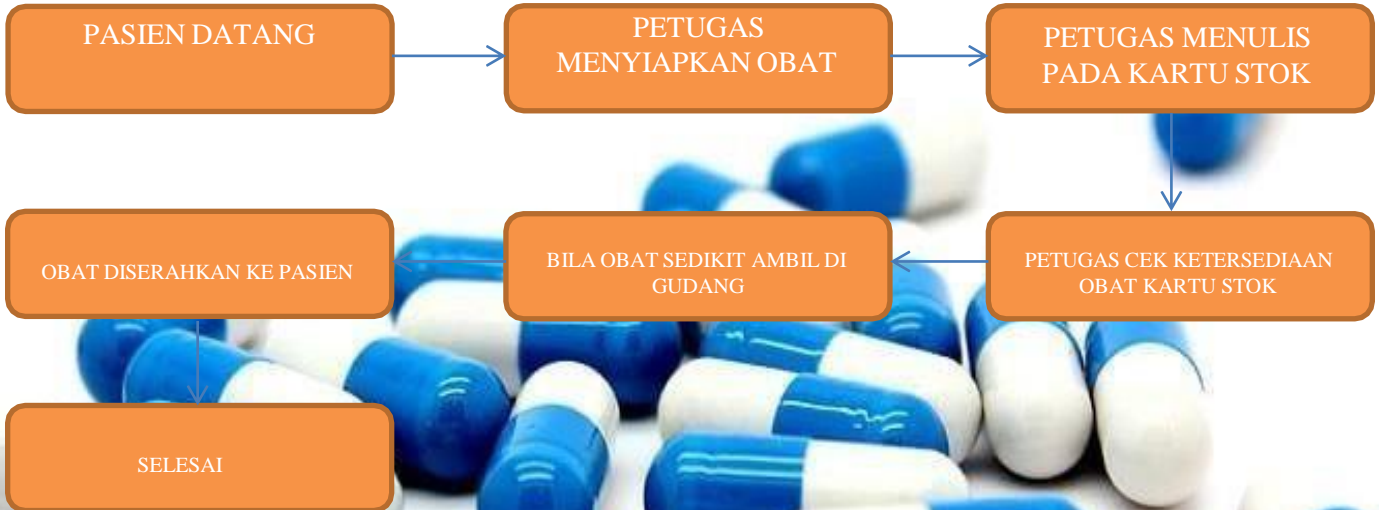 PASIEN DATANG
PETUGAS
MENYIAPKAN OBAT
PETUGAS MENULIS
PADA KARTU STOK
PETUGAS CEK KETERSEDIAAN
OBAT KARTU STOK
BILA OBAT SEDIKIT AMBIL DI
GUDANG
OBAT DISERAHKAN KE PASIEN
SELESAI